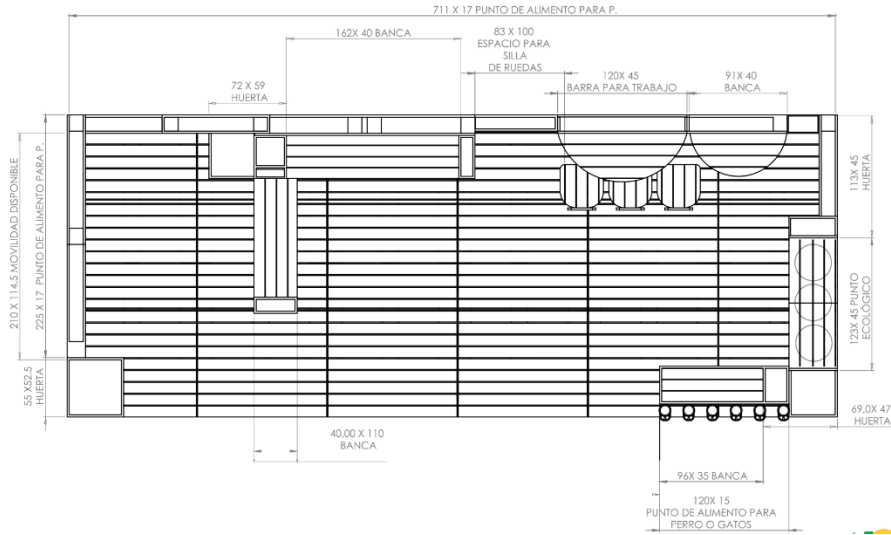 711 X 17 PUNTO DE ALIMENTO PARA P.
162X 40 BANCA
83 X 100
ESPACIO PARA
SILLA
DE RUEDAS
72 X 59
HUERTA
120X 45
BARRA PARA TRABAJO
91X 40
BANCA
210 X 114,5 MOVILIDAD DISPONIBLE
225 X 17 PUNTO DE ALIMENTO PARA P.
113X 45
HUERTA
123X 45 PUNTO
ECOLÓGICO
55 X52,5
HUERTA
69,0X 47
HUERTA
40.00 X 110
BANCA
96X 35 BANCA
120X 15
PUNTO DE ALIMENTO PARA
PERRO O GATOS